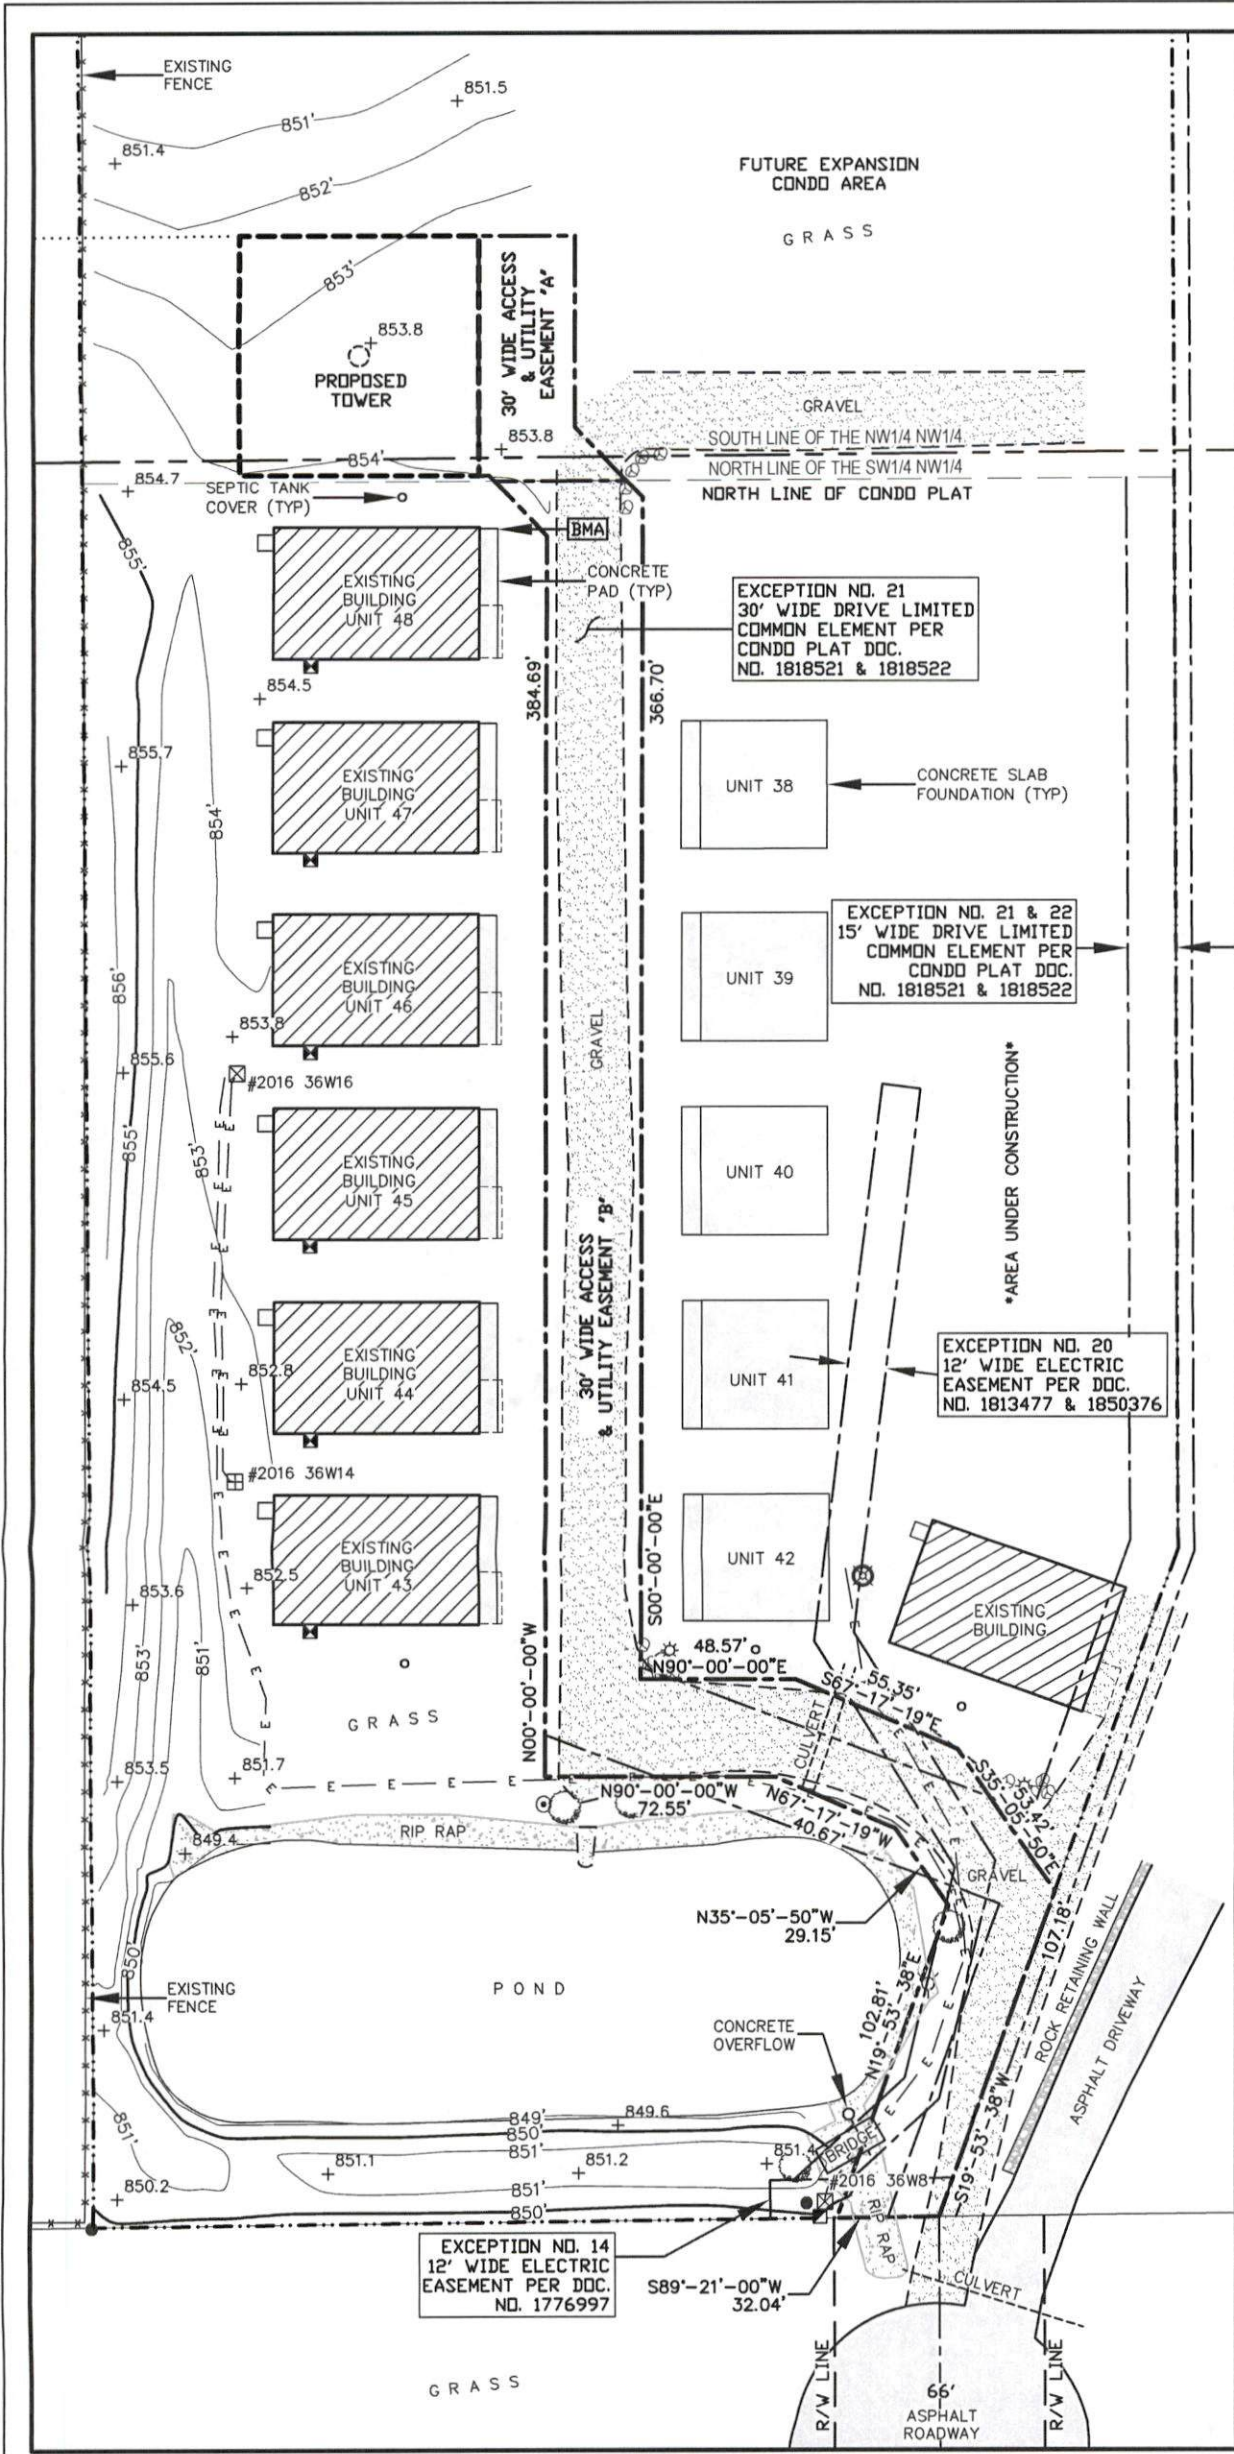 EXISTING
FENCE
851.5
851'
851.4
852'
FUTURE EXPANSION
CONDO AREA
GRASS
853'
853.8
PROPOSED
TOWER
30' WIDE ACCESS
& UTILITY
EASEMENT 'A'
853.8
GRAVEL
SOUTH LINE OF THE NW1/4 NW1/4
NORTH LINE OF THE SW1/4 NW1/4
NORTH LINE OF CONDO PLAT
854'
854.7
SEPTIC TANK
COVER (TYP)
BMA
855'
EXISTING
BUILDING
UNIT 48
CONCRETE
PAD (TYP)
EXCEPTION NO. 21
30' WIDE DRIVE LIMITED
COMMON ELEMENT PER
CONDO PLAT DOC.
NO. 1818521 & 1818522
854.5
384.69'
366.70'
855.7
854'
EXISTING
BUILDING
UNIT 47
UNIT 38
CONCRETE SLAB
FOUNDATION (TYP)
EXCEPTION NO. 21 & 22
15' WIDE DRIVE LIMITED
COMMON ELEMENT PER
CONDO PLAT DOC.
NO. 1818521 & 1818522
856'
EXISTING
BUILDING
UNIT 46
UNIT 39
853.8
GRAVEL
855.6
#2016 36W16
*AREA UNDER CONSTRUCTION*
855'
853'
E
E
EXISTING
BUILDING
UNIT 45
UNIT 40
E
E
E
E
30' WIDE ACCESS
& UTILITY EASEMENT 'B'
E
E
852'
EXISTING
BUILDING
UNIT 44
UNIT 41
852.8
854.5
EXCEPTION NO. 20
12' WIDE ELECTRIC
EASEMENT PER DOC.
NO. 1813477 & 1850376
E
E
#2016 36W14
E
EXISTING
BUILDING
UNIT 43
UNIT 42
S00°-00'-00"E
852.5
853.6
E
EXISTING
BUILDING
E
853'
851'
E
48.57'
N90°-00'-00"E
55.35'
S67°-17'-19"E
N00°-00'-00"W
GRASS
E
CULVERT
E
853.5
851.7
E
E
E
E
E
N90°-00'-00"W
72.55'
N67°-17'-19"W
40.67'
S35°-05'-50"E
53.42'
E
E
RIP RAP
849.4
GRAVEL
N35°-05'-50"W
29.15'
850'
107.18'
ROCK RETAINING WALL
EXISTING
FENCE
POND
E
851.4
102.81'
N19°-53'-38"E
CONCRETE
OVERFLOW
E
ASPHALT DRIVEWAY
E
S19°-53'-38"W
851'
849'
849.6
850'
851'
BRIDGE
851.4
851.1
851.2
850.2
851'
#2016 36W8
850'
RIP RAP
EXCEPTION NO. 14
12' WIDE ELECTRIC
EASEMENT PER DOC.
NO. 1776997
S89°-21'-00"W
32.04'
CULVERT
R/W LINE
R/W LINE
GRASS
66'
ASPHALT
ROADWAY